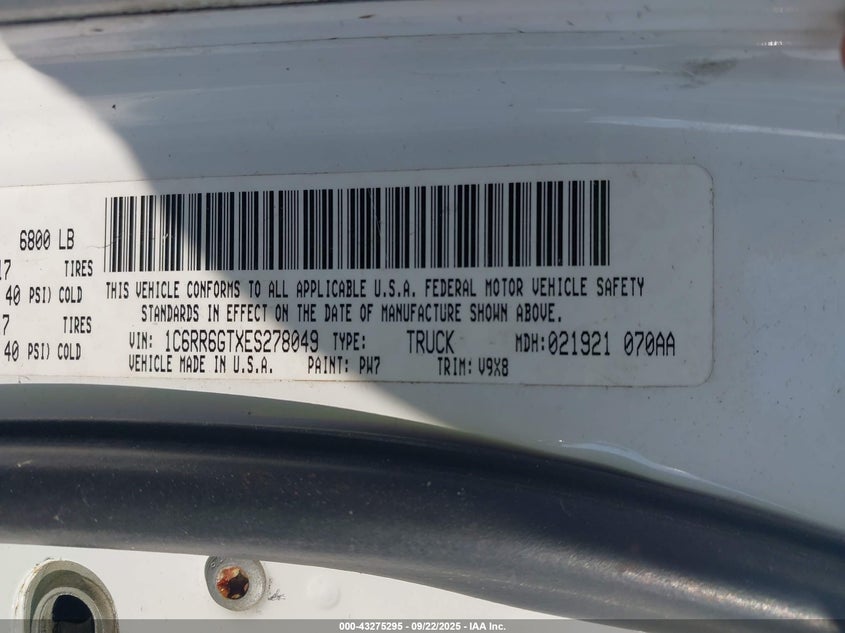 6800 LB
17 TIRES
40 PSI) COLD
7 TIRES
40 PSI) COLD
THIS VEHICLE CONFORMS TO ALL APPLICABLE U.S.A. FEDERAL MOTOR VEHICLE SAFETY
STANDARDS IN EFFECT ON THE DATE OF MANUFACTURE SHOWN ABOVE.
VIN: 1C6RR6GTXES278049 TYPE: TRUCK MDH:021921 070AA
VEHICLE MADE IN U.S.A. PAINT: PW7 TRIM: V9X8
000-43275295 - 09/22/2025 - IAA Inc.